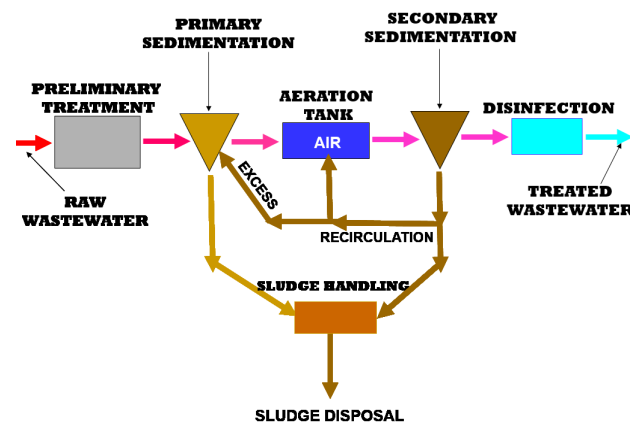 PRIMARY
SEDIMENTATION
SECONDARY
SEDIMENTATION
PRELIMINARY
TREATMENT
AERATION
TANK
DISINFECTION
AIR
RAW
WASTEWATER
EXCESS
TREATED
WASTEWATER
RECIRCULATION
SLUDGE HANDLING
SLUDGE DISPOSAL